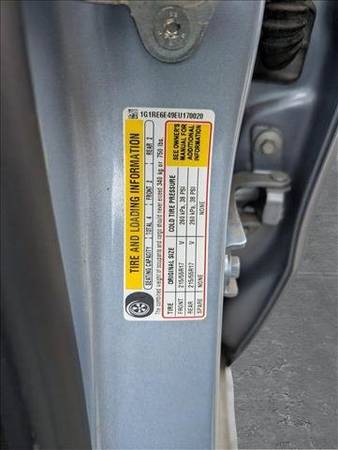 1G1RE6E49EU170020
TIRE AND LOADING INFORMATION
SEATING CAPACITY TOTAL 4 FRONT 2 REAR 2
The combined weight of occupants and cargo should never exceed 340 kg or 750 lbs.
TIRE ORIGINAL SIZE COLD TIRE PRESSURE
FRONT 215/55R17 V 260 kPa, 38 PSI
REAR 215/55R17 V 260 kPa, 38 PSI
SPARE NONE NONE
SEE OWNER'S
MANUAL FOR
ADDITIONAL
INFORMATION